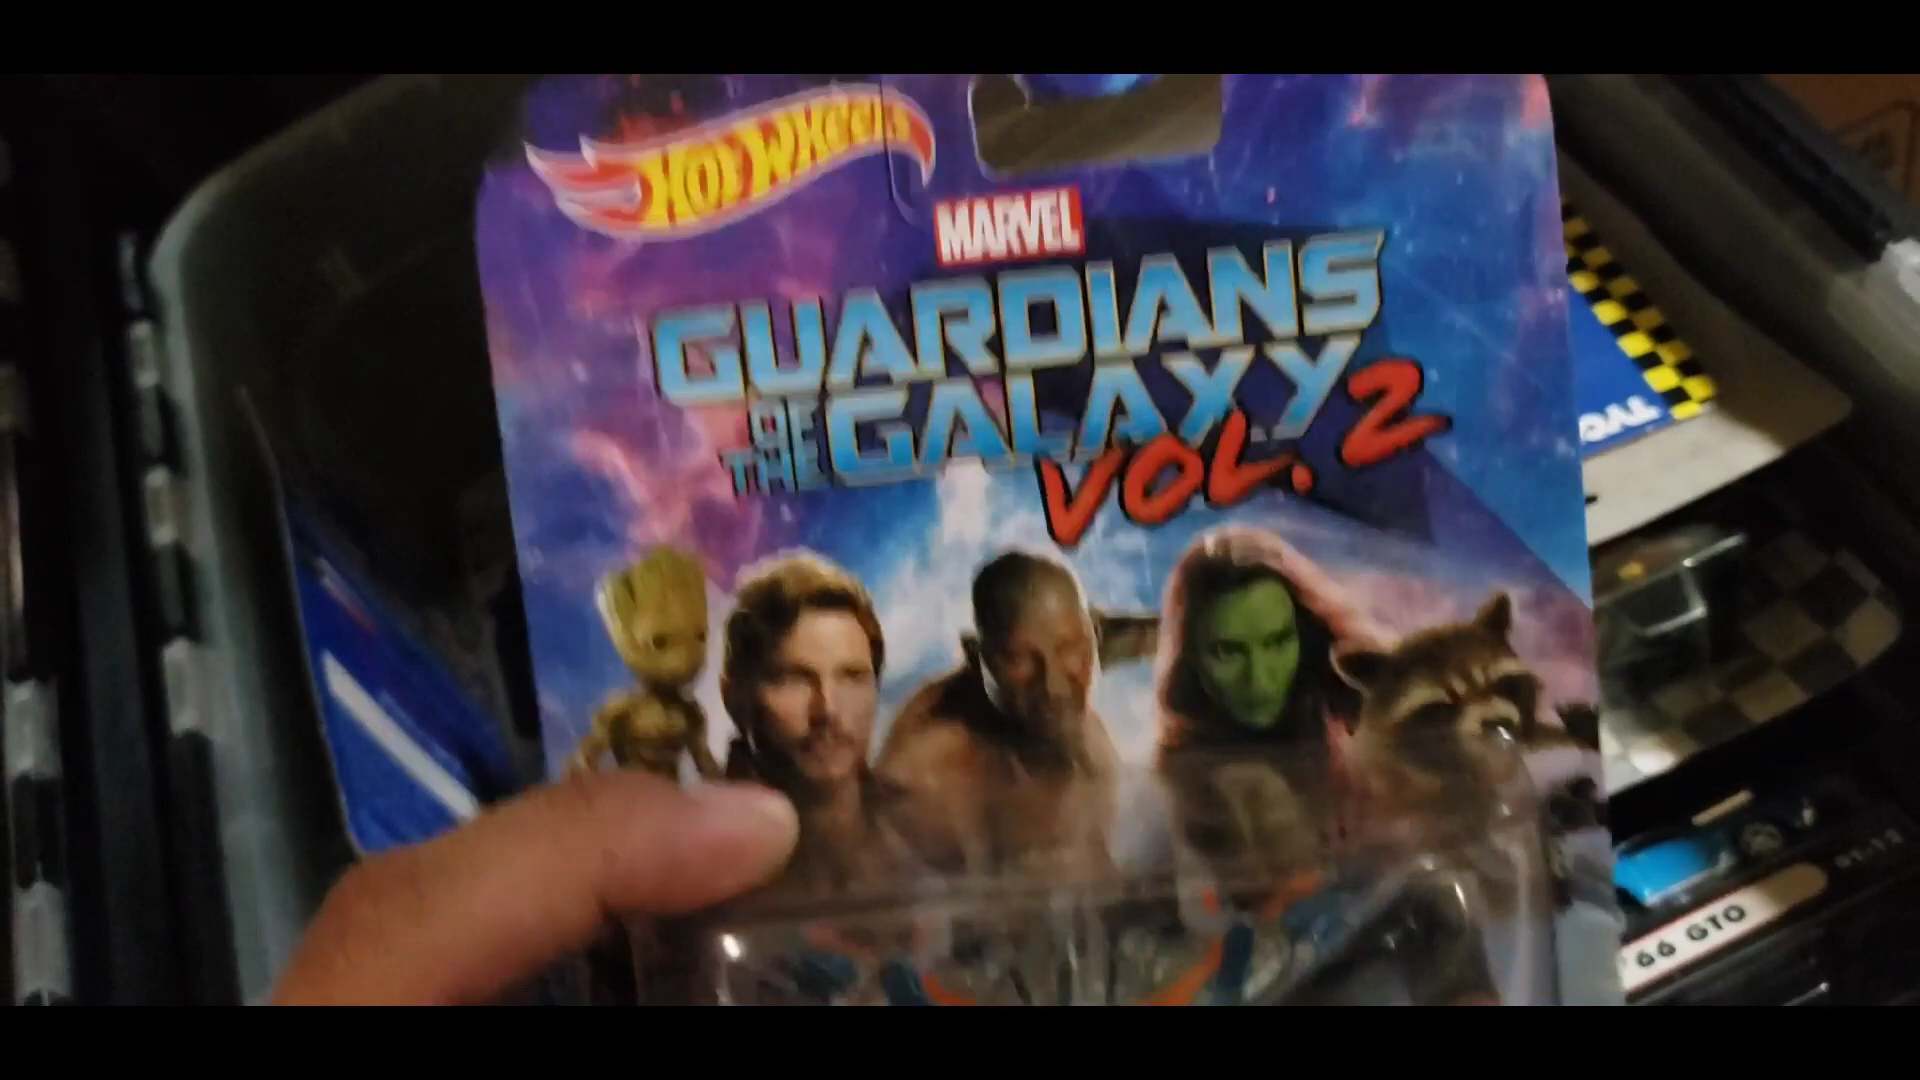 HOT WHEELS
MARVEL
GUARDIANS
OF THE GALAXY
VOL. 2
'66 GTO